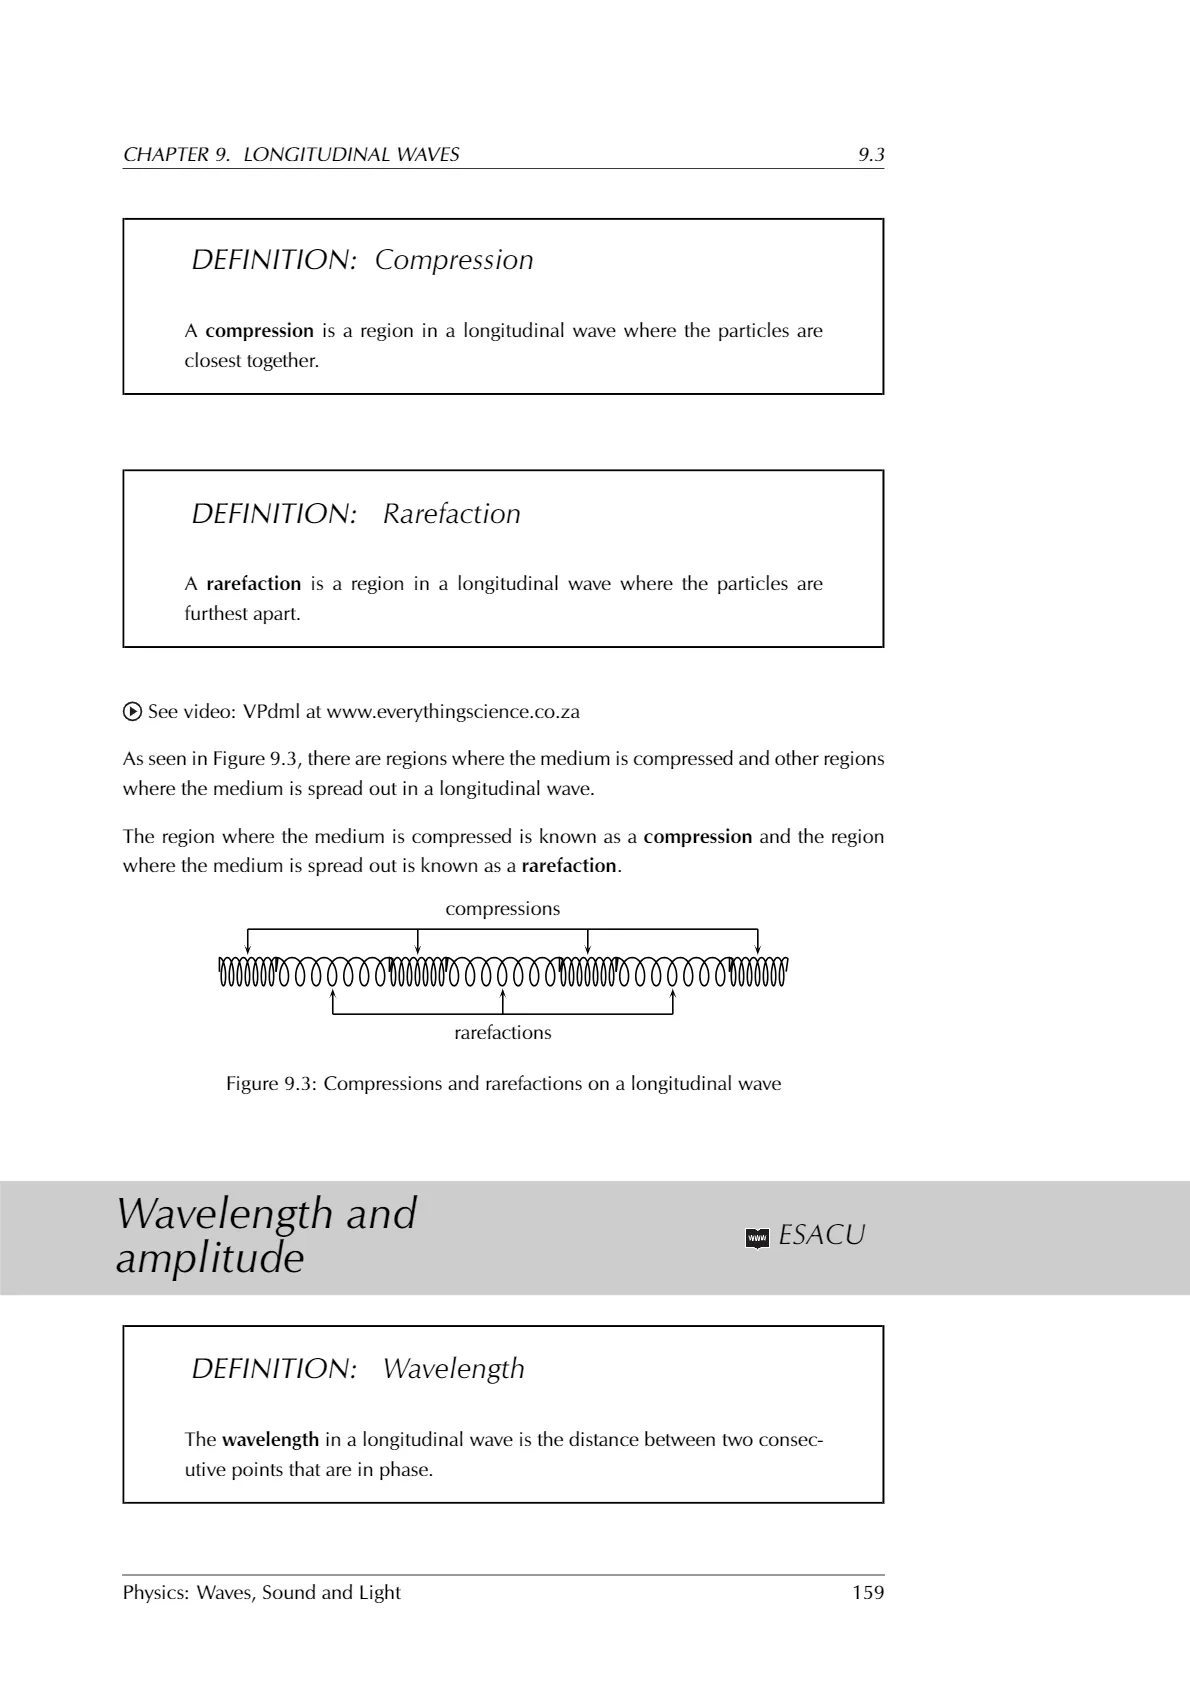 CHAPTER 9. LONGITUDINAL WAVES 9.3
DEFINITION: Compression
A compression is a region in a longitudinal wave where the particles are
closest together.
DEFINITION: Rarefaction
A rarefaction is a region in a longitudinal wave where the particles are
furthest apart.
See video: VPdml at www.everythingscience.co.za
As seen in Figure 9.3, there are regions where the medium is compressed and other regions
where the medium is spread out in a longitudinal wave.
The region where the medium is compressed is known as a compression and the region
where the medium is spread out is known as a rarefaction.
compressions
rarefactions
Figure 9.3: Compressions and rarefactions on a longitudinal wave
Wavelength and
amplitude
www ESACU
DEFINITION: Wavelength
The wavelength in a longitudinal wave is the distance between two consec-
utive points that are in phase.
Physics: Waves, Sound and Light 159